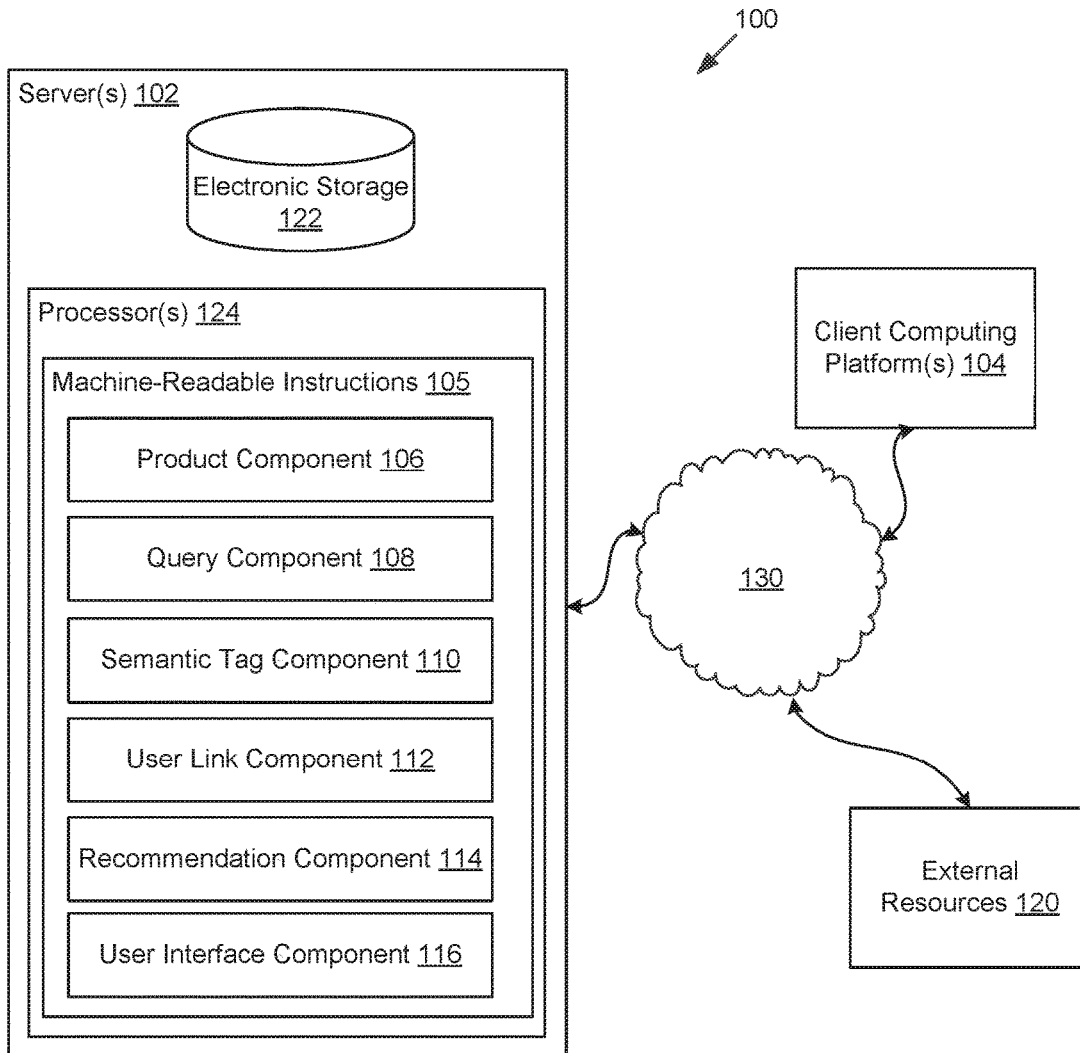 100
Server(s) 102
Electronic Storage
122
Processor(s) 124
Machine-Readable Instructions 105
Product Component 106
Query Component 108
Semantic Tag Component 110
User Link Component 112
Recommendation Component 114
User Interface Component 116
Client Computing
Platform(s) 104
130
External
Resources 120